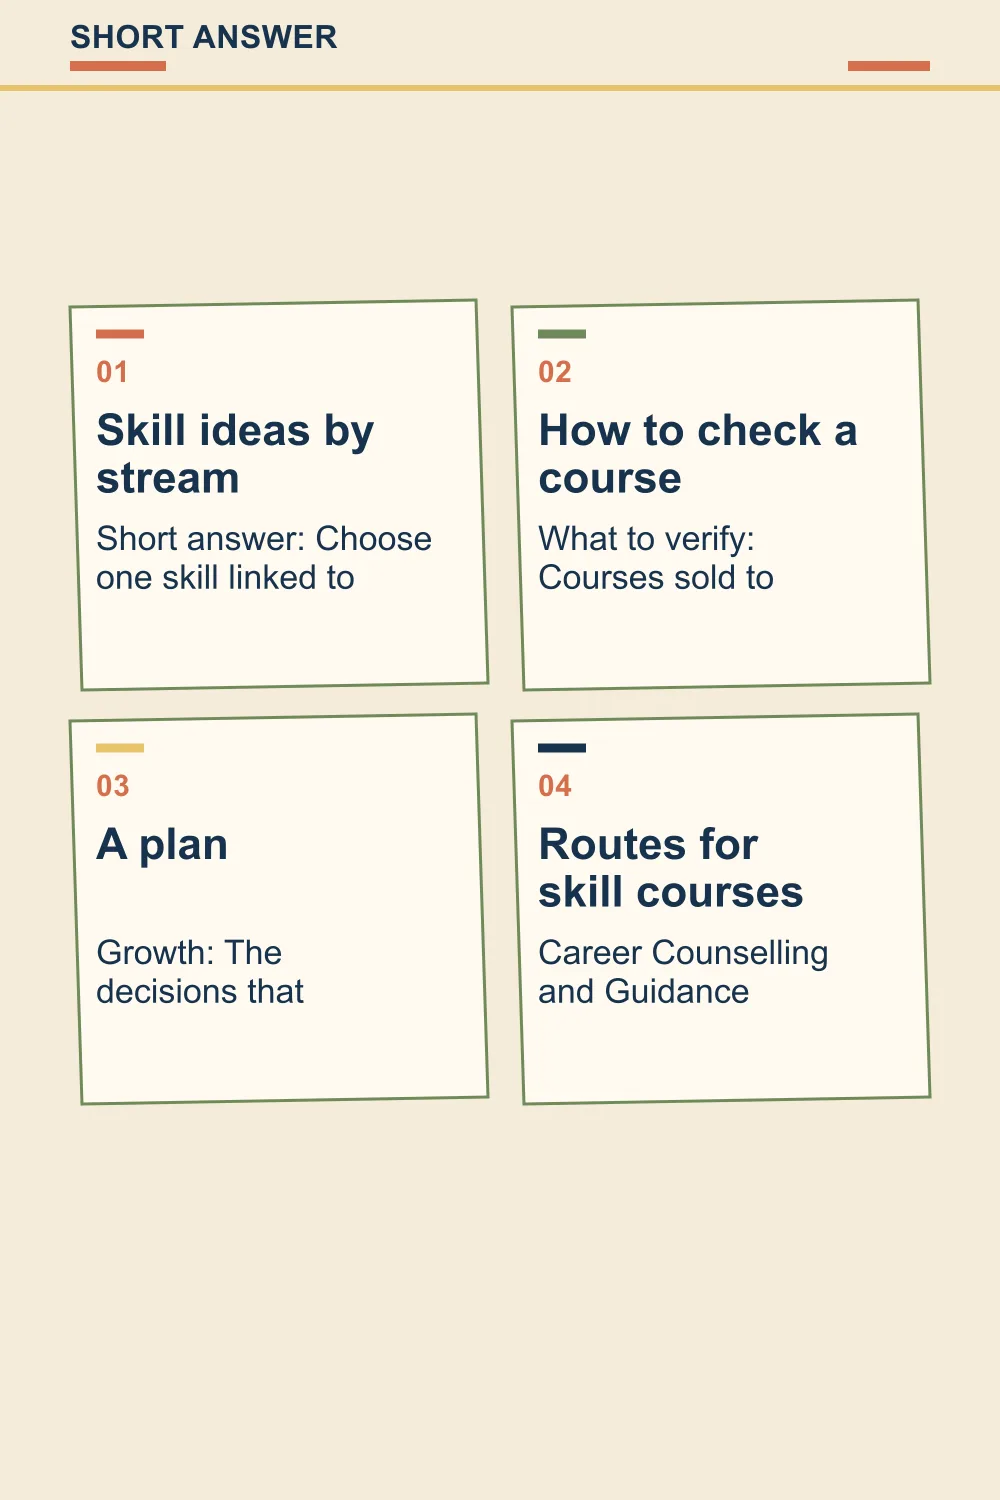 SHORT ANSWER
01
Skill ideas by
stream
Short answer: Choose
one skill linked to
02
How to check a
course
What to verify:
Courses sold to
03
A plan
Growth: The
decisions that
04
Routes for
skill courses
Career Counselling
and Guidance